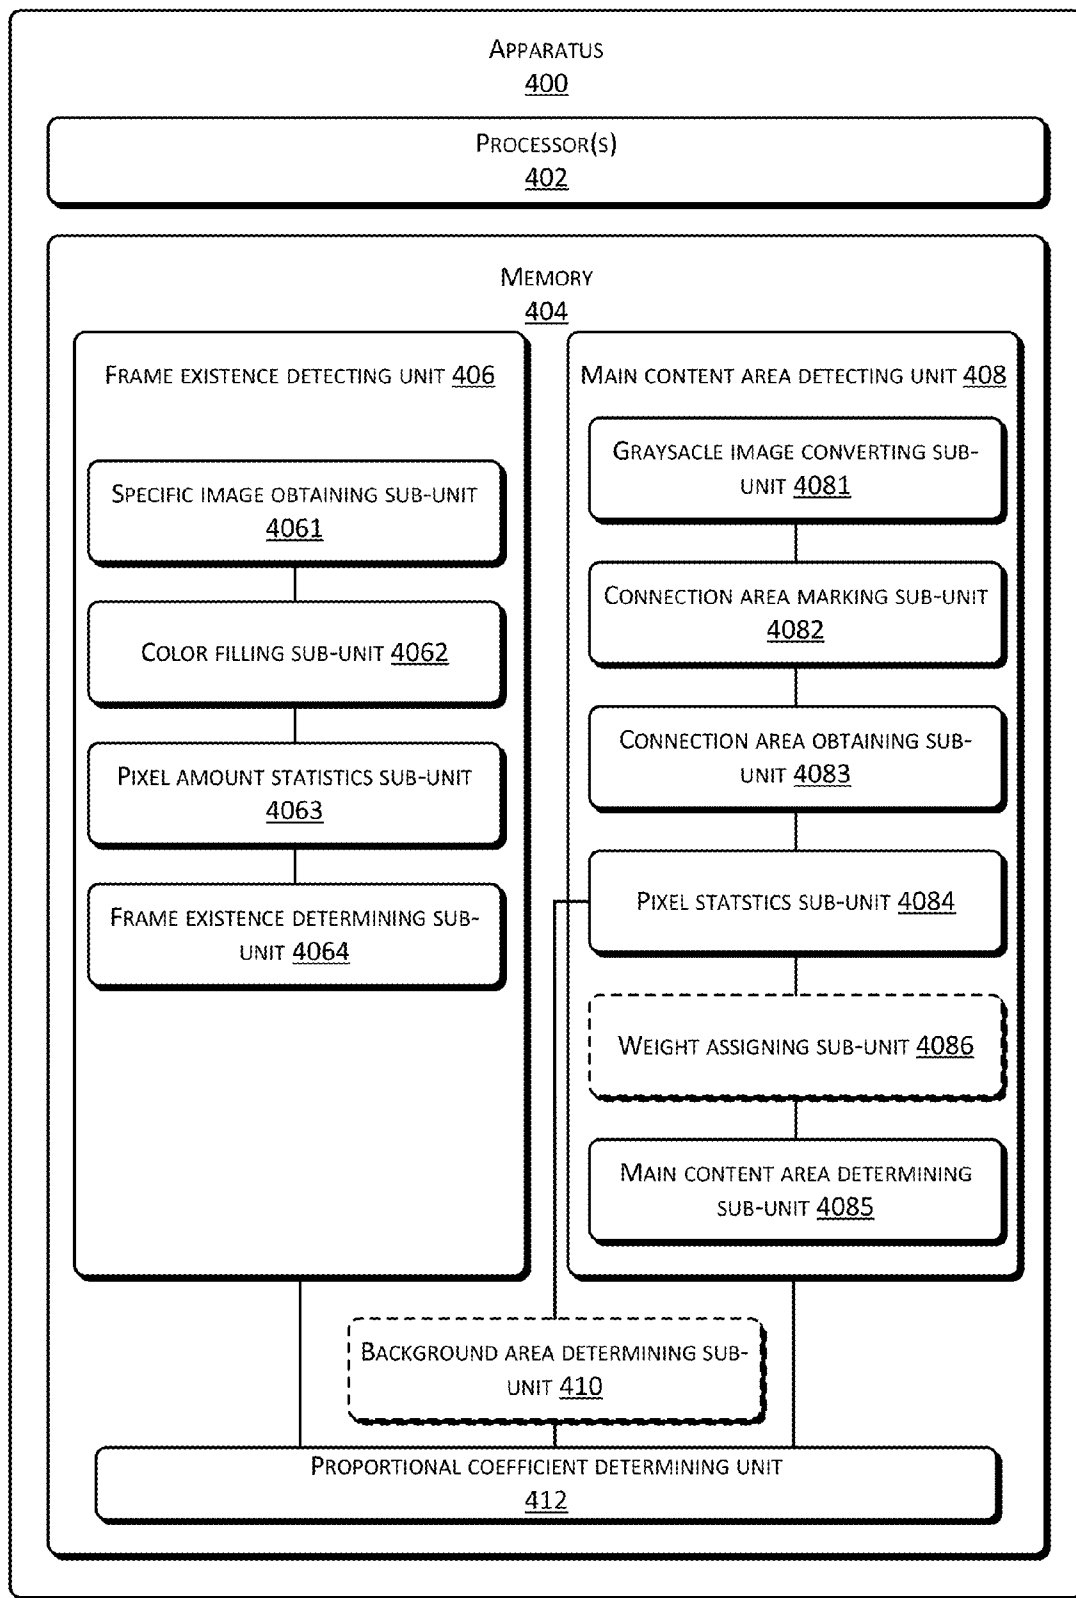 APPARATUS
400
PROCESSOR(S)
402
MEMORY
404
FRAME EXISTENCE DETECTING UNIT 406
SPECIFIC IMAGE OBTAINING SUB-UNIT
4061
COLOR FILLING SUB-UNIT 4062
PIXEL AMOUNT STATISTICS SUB-UNIT
4063
FRAME EXISTENCE DETERMINING SUB-
UNIT 4064
MAIN CONTENT AREA DETECTING UNIT 408
GRAYSACLE IMAGE CONVERTING SUB-
UNIT 4081
CONNECTION AREA MARKING SUB-UNIT
4082
CONNECTION AREA OBTAINING SUB-
UNIT 4083
PIXEL STATSTICS SUB-UNIT 4084
WEIGHT ASSIGNING SUB-UNIT 4086
MAIN CONTENT AREA DETERMINING
SUB-UNIT 4085
BACKGROUND AREA DETERMINING SUB-
UNIT 410
PROPORTIONAL COEFFICIENT DETERMINING UNIT
412